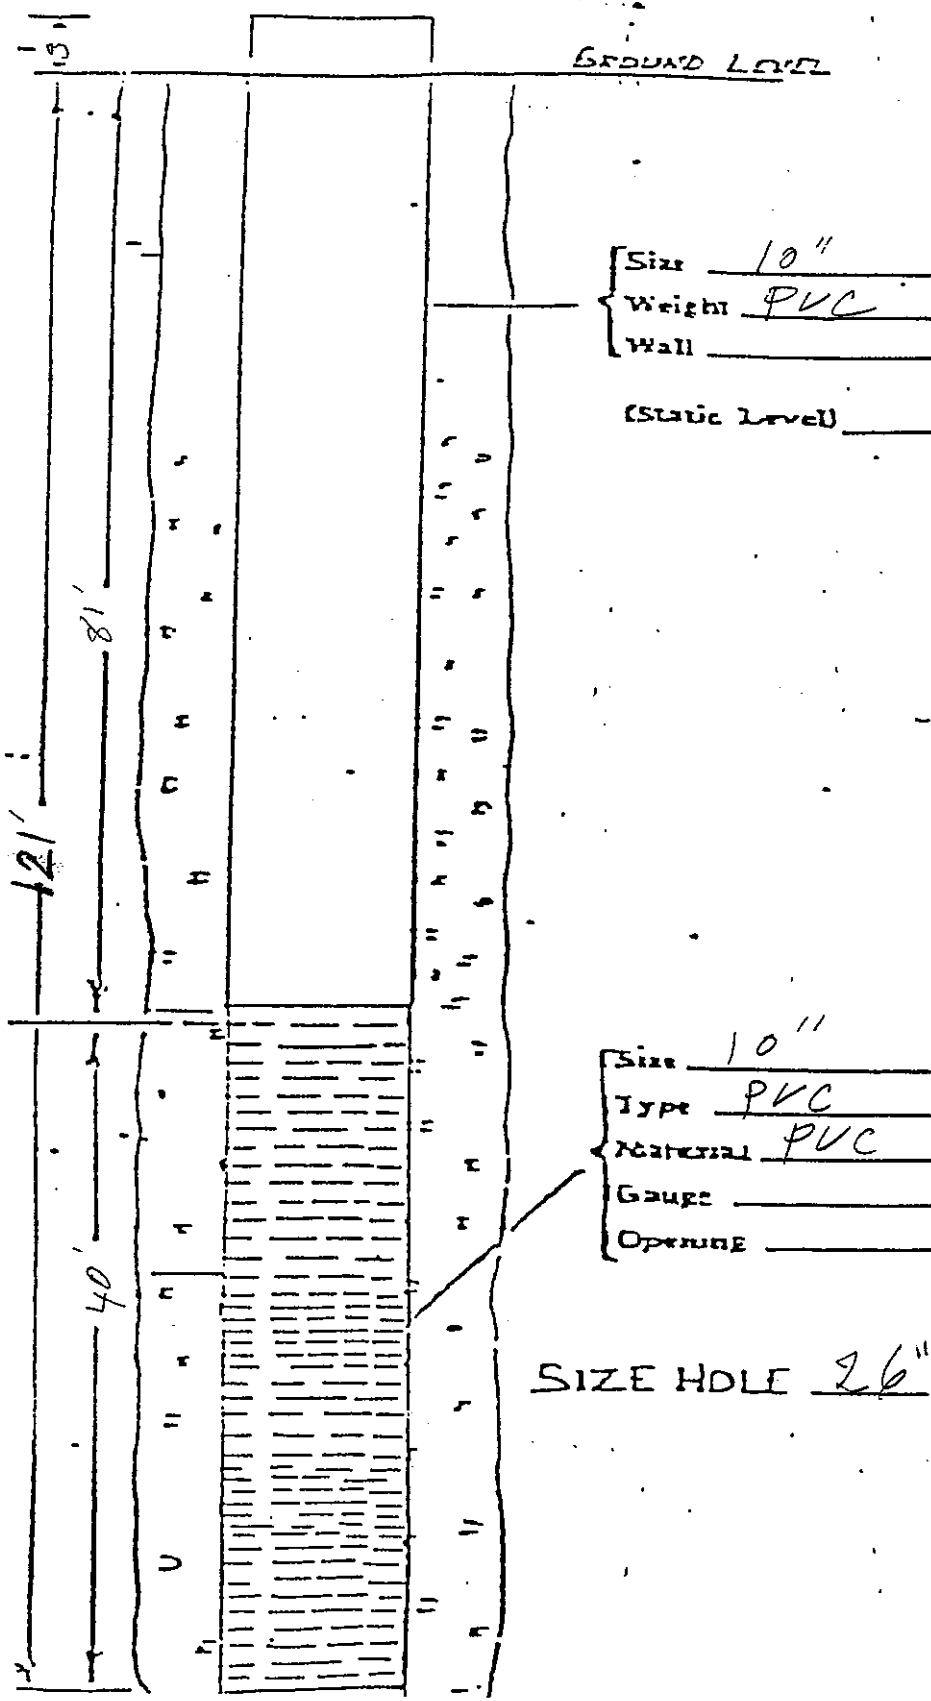 GROUND LEVEL
Size 10"
Weight PVC
Wall
(Static Level)
81'
121'
Size 10"
Type PVC
Material PVC
Gauge
Opening
40'
SIZE HOLE 26"